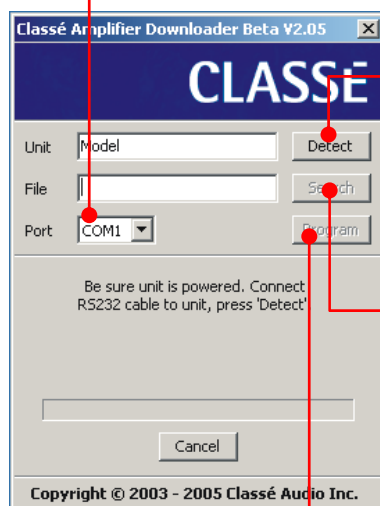 Classé Amplifier Downloader Beta V2.05
CLASSÉ
Unit Model Detect
File Search
Port COM1 Program
Be sure unit is powered. Connect
RS232 cable to unit, press 'Detect'.
Cancel
Copyright © 2003 - 2005 Classé Audio Inc.